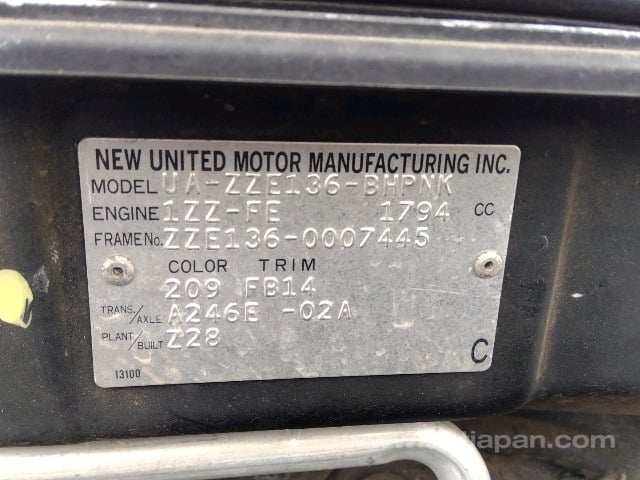 NEW UNITED MOTOR MANUFACTURING INC.
MODEL UA-ZZE136-BHPNK
ENGINE 1ZZ-FE 1794 CC
FRAME No. ZZE136-0007445
COLOR TRIM
209 FB14
TRANS./AXLE A246E -02A
PLANT/BUILT Z28
13100 C
japan.com